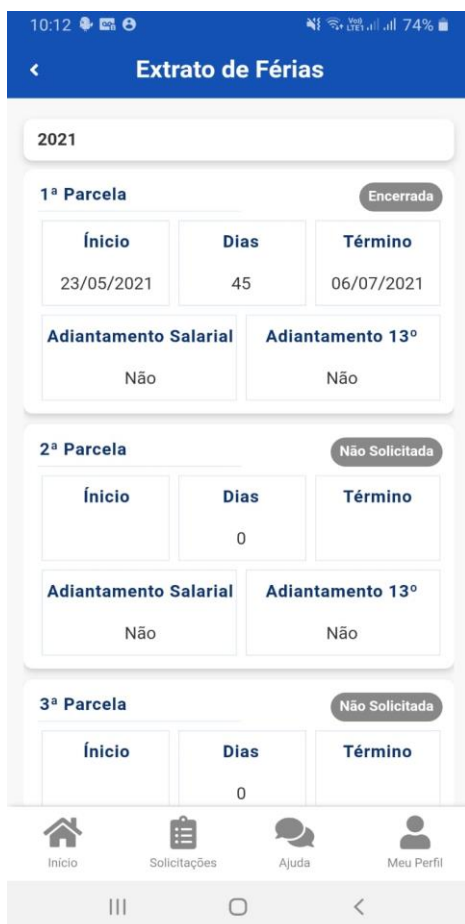 10:12 74%
Extrato de Férias
2021
1ª Parcela Encerrada
Ínicio Dias Término
23/05/2021 45 06/07/2021
Adiantamento Salarial Adiantamento 13º
Não Não
2ª Parcela Não Solicitada
Ínicio Dias Término
0
Adiantamento Salarial Adiantamento 13º
Não Não
3ª Parcela Não Solicitada
Ínicio Dias Término
0
Início Solicitações Ajuda Meu Perfil